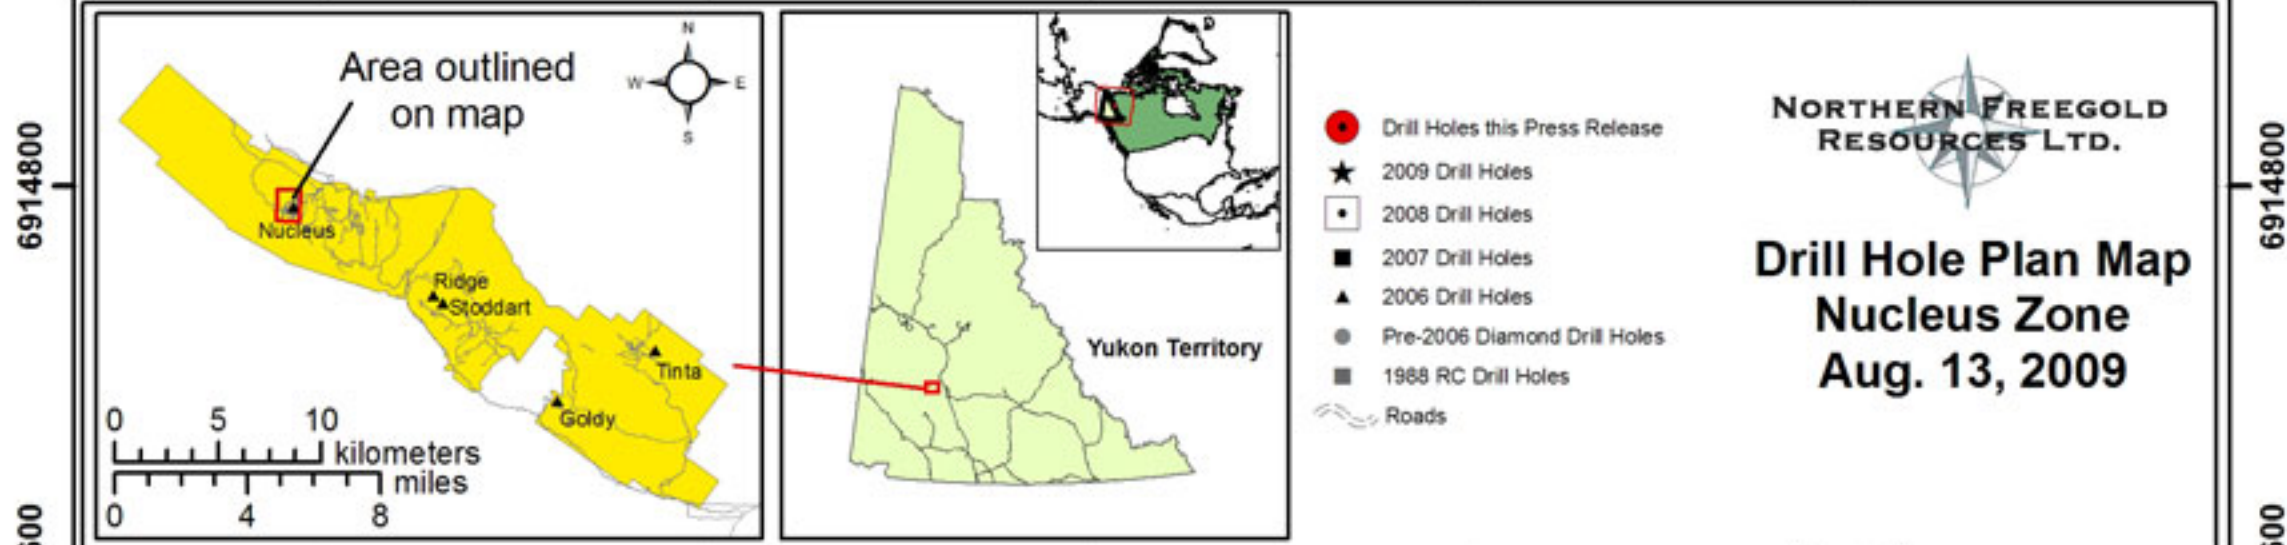 Area outlined
on map
N
W
E
S
Nucleus
Ridge
Stoddart
Tinta
Goldy
0 5 10
kilometers
miles
0 4 8
Yukon Territory
Drill Holes this Press Release
2009 Drill Holes
2008 Drill Holes
2007 Drill Holes
2006 Drill Holes
Pre-2006 Diamond Drill Holes
1988 RC Drill Holes
Roads
NORTHERN FREEGOLD
RESOURCES LTD.
Drill Hole Plan Map
Nucleus Zone
Aug. 13, 2009
6914800
6914800